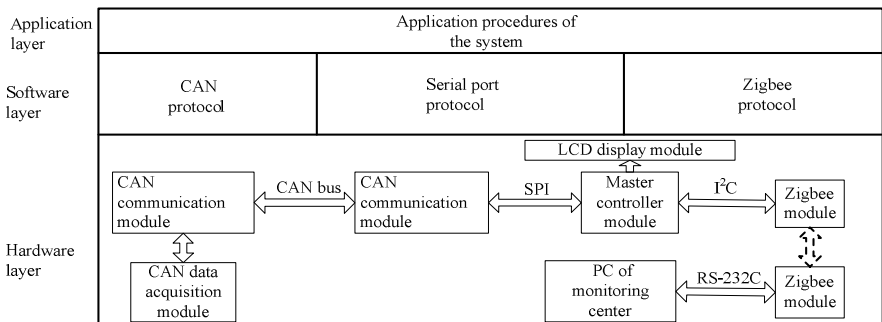 Application
layer
Application procedures of
the system
Software
layer
CAN
protocol
Serial port
protocol
Zigbee
protocol
Hardware
layer
LCD display module
CAN
communication
module
CAN bus
CAN
communication
module
SPI
Master
controller
module
I²C
Zigbee
module
CAN data
acquisition
module
PC of
monitoring
center
RS-232C
Zigbee
module